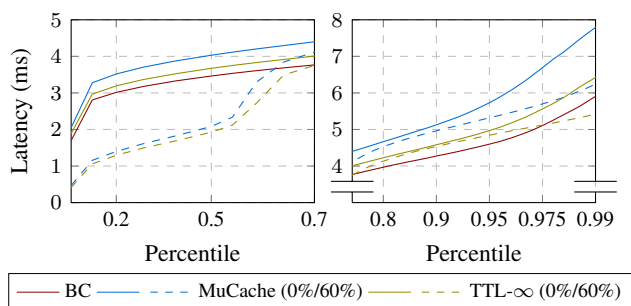 5 8
4 7
3 6
2 5
1 4
0
Latency (ms)
0.2 0.5 0.7 0.8 0.9 0.95 0.975 0.99
Percentile Percentile
BC MuCache (0%/60%) TTL-∞ (0%/60%)